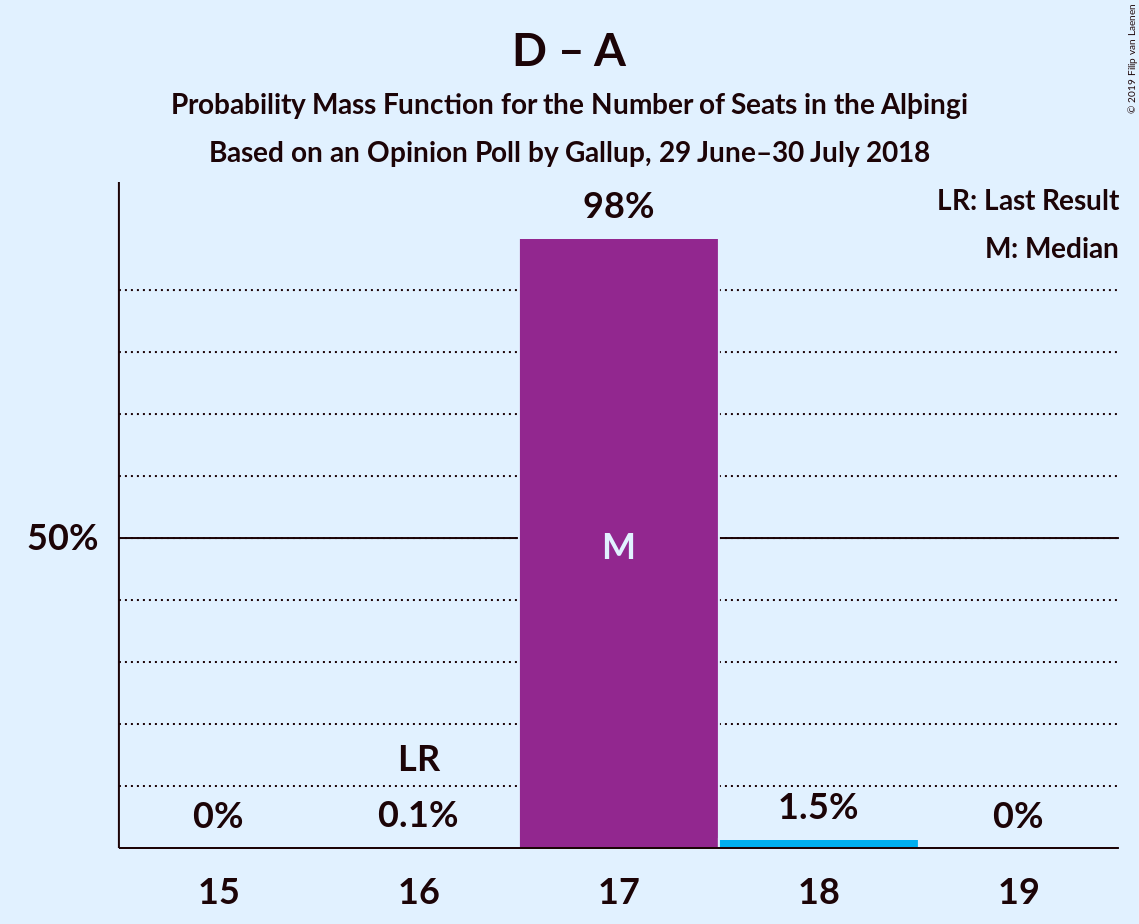 D – A
Probability Mass Function for the Number of Seats in the Alþingi
Based on an Opinion Poll by Gallup, 29 June–30 July 2018
© 2019 Filip van Laenen
LR: Last Result
M: Median
98%
50%
M
LR
0%
0.1%
1.5%
0%
15
16
17
18
19